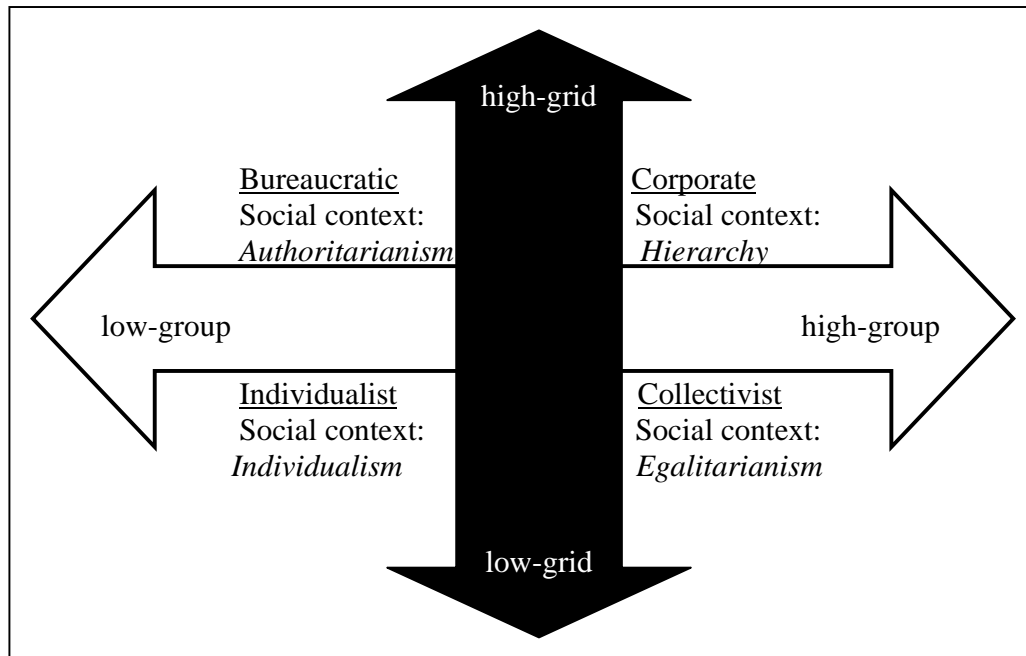 high-grid
Bureaucratic
Social context:
Authoritarianism
Corporate
Social context:
Hierarchy
low-group
high-group
Individualist
Social context:
Individualism
Collectivist
Social context:
Egalitarianism
low-grid